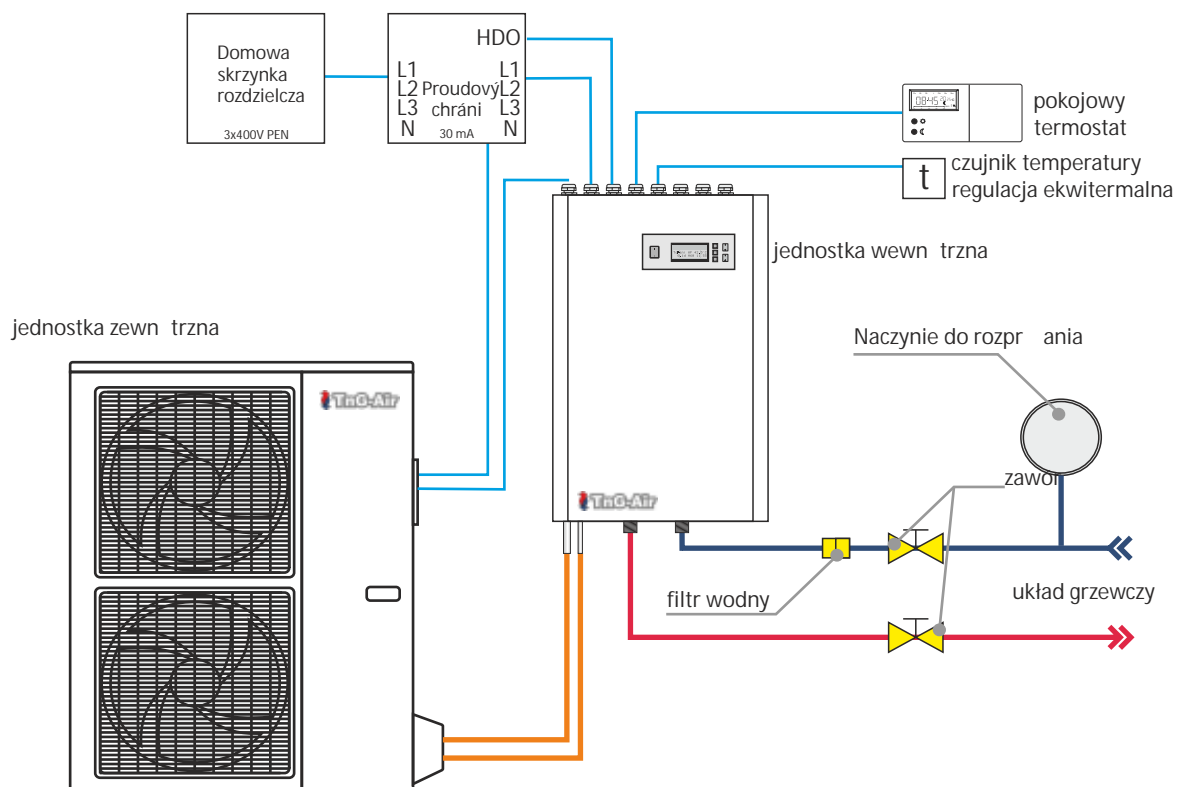 Domowa
skrzynka
rozdzielcza
3x400V PEN
HDO
L1
L2
L3
N
Proudový
chráni
30 mA
L1
L2
L3
N
pokojowy
termostat
t
czujnik temperatury
regulacja ekwitermalna
jednostka wewn trzna
jednostka zewn trzna
TnG-Air
TnG-Air
Naczynie do rozpr ania
zawor
filtr wodny
układ grzewczy